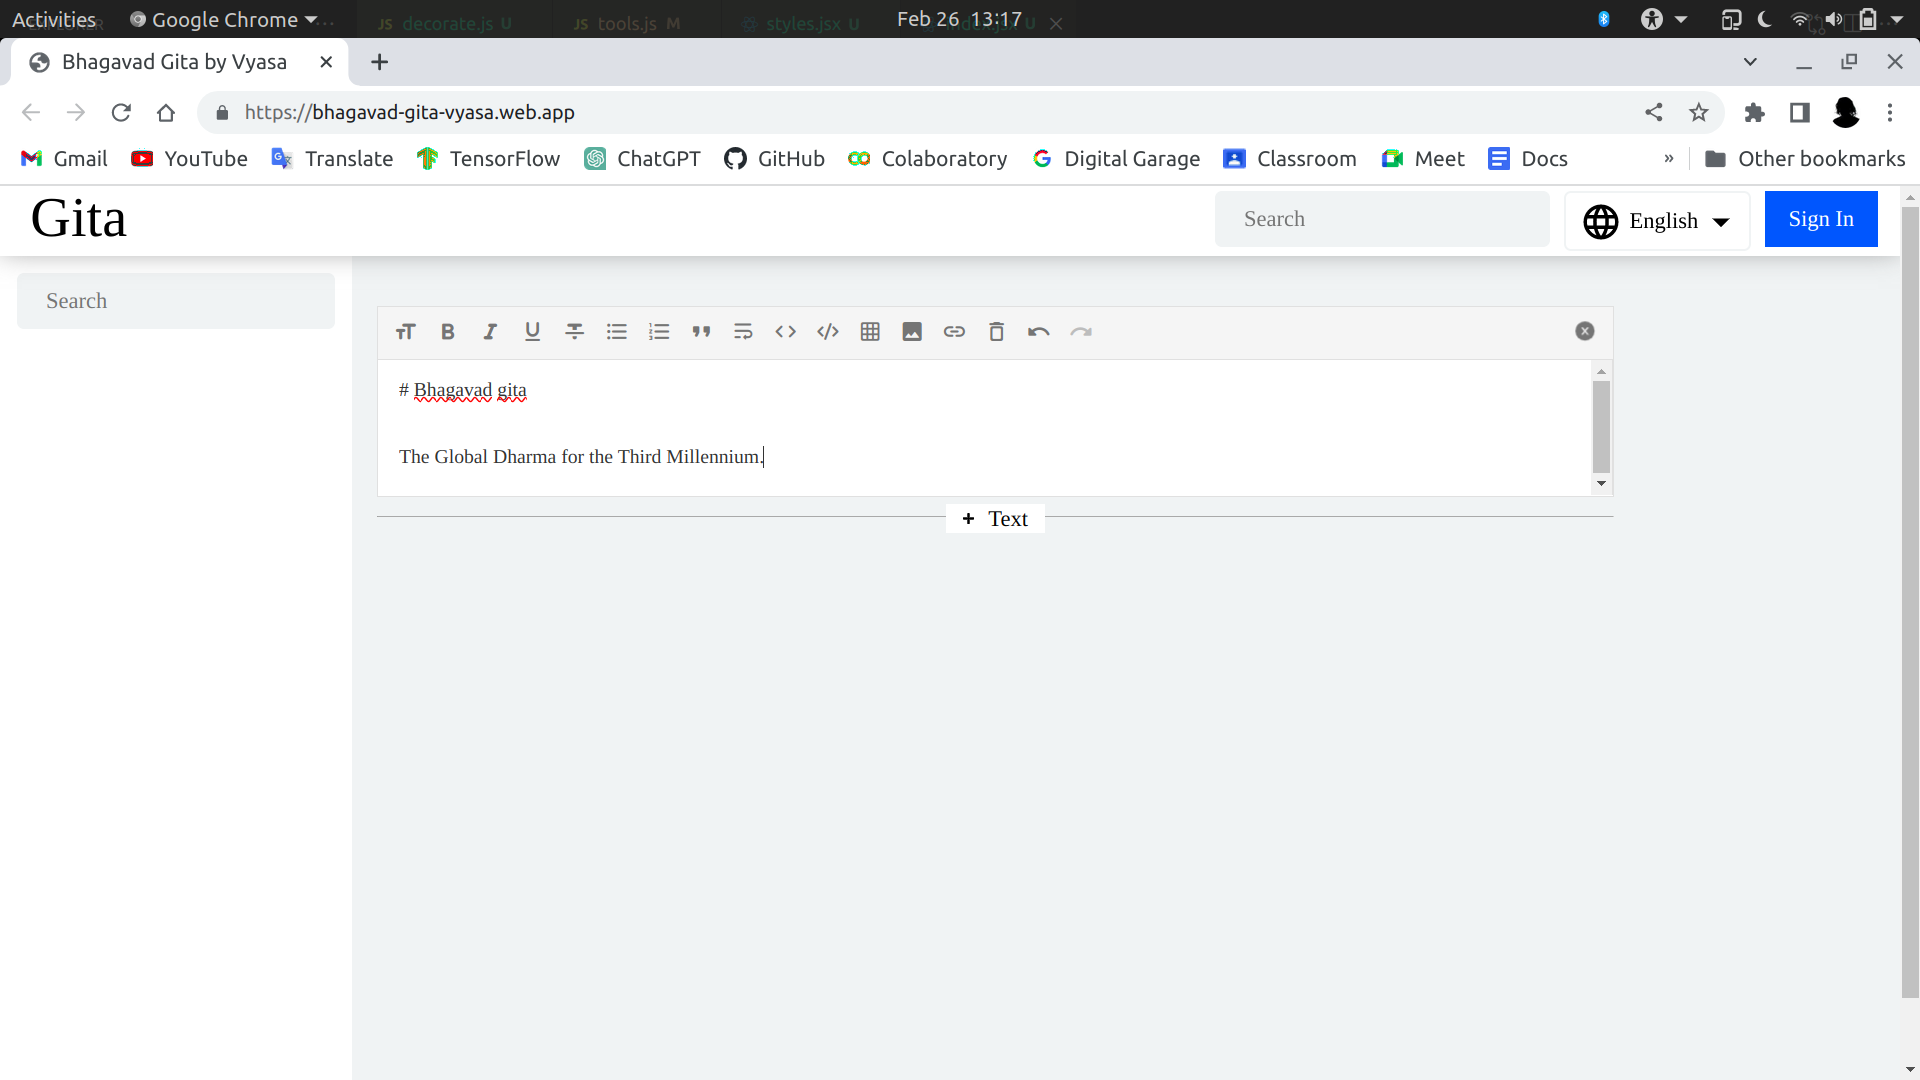 Activities Google Chrome decorate.js U tools.js M styles.jsx U Feb 26 13:17
Bhagavad Gita by Vyasa
https://bhagavad-gita-vyasa.web.app
Gmail YouTube Translate TensorFlow ChatGPT GitHub Colaboratory Digital Garage Classroom Meet Docs » Other bookmarks
Gita Search English Sign In
Search
# Bhagavad gita
The Global Dharma for the Third Millennium.
+ Text